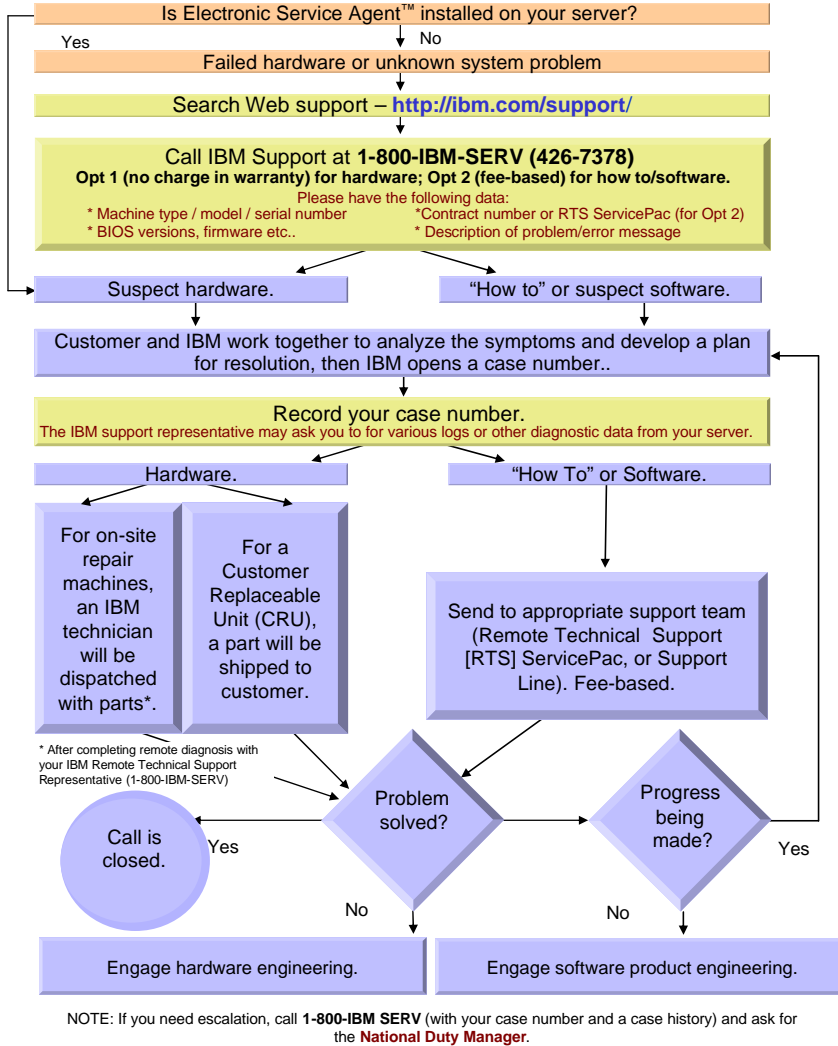 Is Electronic Service Agent™ installed on your server?
Yes
No
Failed hardware or unknown system problem
Search Web support – http://ibm.com/support/
Call IBM Support at 1-800-IBM-SERV (426-7378)
Opt 1 (no charge in warranty) for hardware; Opt 2 (fee-based) for how to/software.
Please have the following data:
* Machine type / model / serial number
*Contract number or RTS ServicePac (for Opt 2)
* BIOS versions, firmware etc..
* Description of problem/error message
Suspect hardware.
“How to” or suspect software.
Customer and IBM work together to analyze the symptoms and develop a plan
for resolution, then IBM opens a case number..
Record your case number.
The IBM support representative may ask you to for various logs or other diagnostic data from your server.
Hardware.
“How To” or Software.
For on-site
repair
machines,
an IBM
technician
will be
dispatched
with parts*.
For a
Customer
Replaceable
Unit (CRU),
a part will be
shipped to
customer.
Send to appropriate support team
(Remote Technical Support
[RTS] ServicePac, or Support
Line). Fee-based.
* After completing remote diagnosis with
your IBM Remote Technical Support
Representative (1-800-IBM-SERV)
Problem
solved?
Progress
being
made?
Call is
closed.
Yes
Yes
No
No
Engage hardware engineering.
Engage software product engineering.
NOTE: If you need escalation, call 1-800-IBM SERV (with your case number and a case history) and ask for
the National Duty Manager.